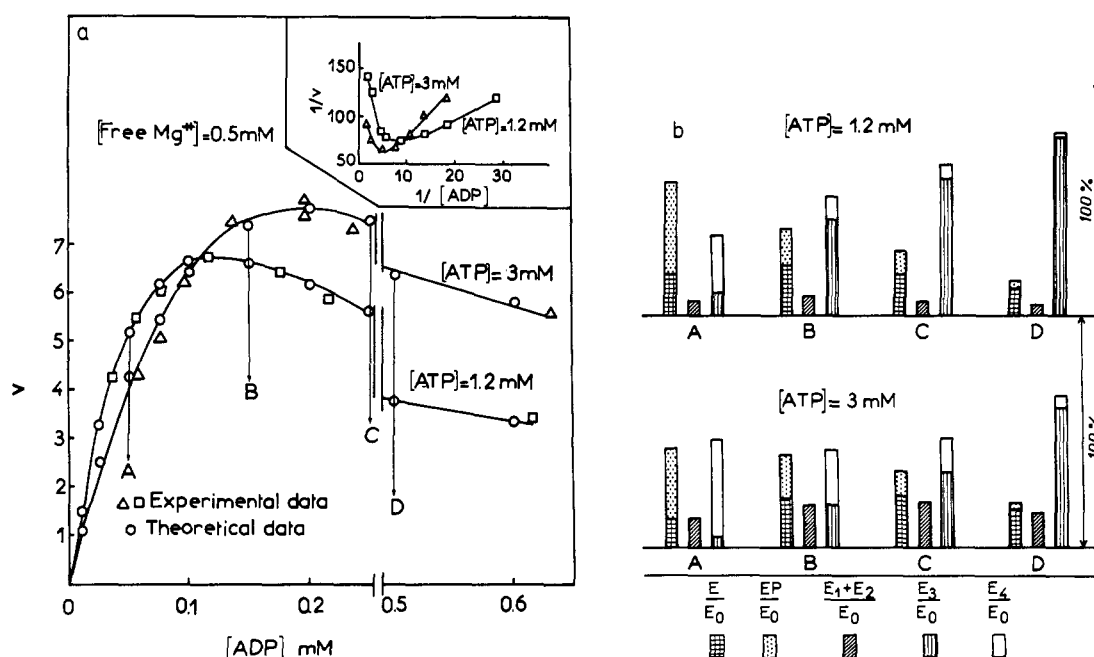 a
[Free Mg⁺⁺]=0.5mM
1/v
150
100
50
0
10
20
30
1/ [ADP]
[ATP]=3mM
[ATP]=1.2mM
v
7
6
5
4
3
2
1
0
0.1
0.2
0.5
0.6
[ADP] mM
A
B
C
D
[ATP]=3mM
[ATP]=1.2 mM
△ □ Experimental data
○ Theoretical data
b
[ATP]=1.2 mM
A B C D
100 %
[ATP]= 3 mM
A B C D
100 %
E/E0 EP/E0 E1+E2/E0 E3/E0 E4/E0